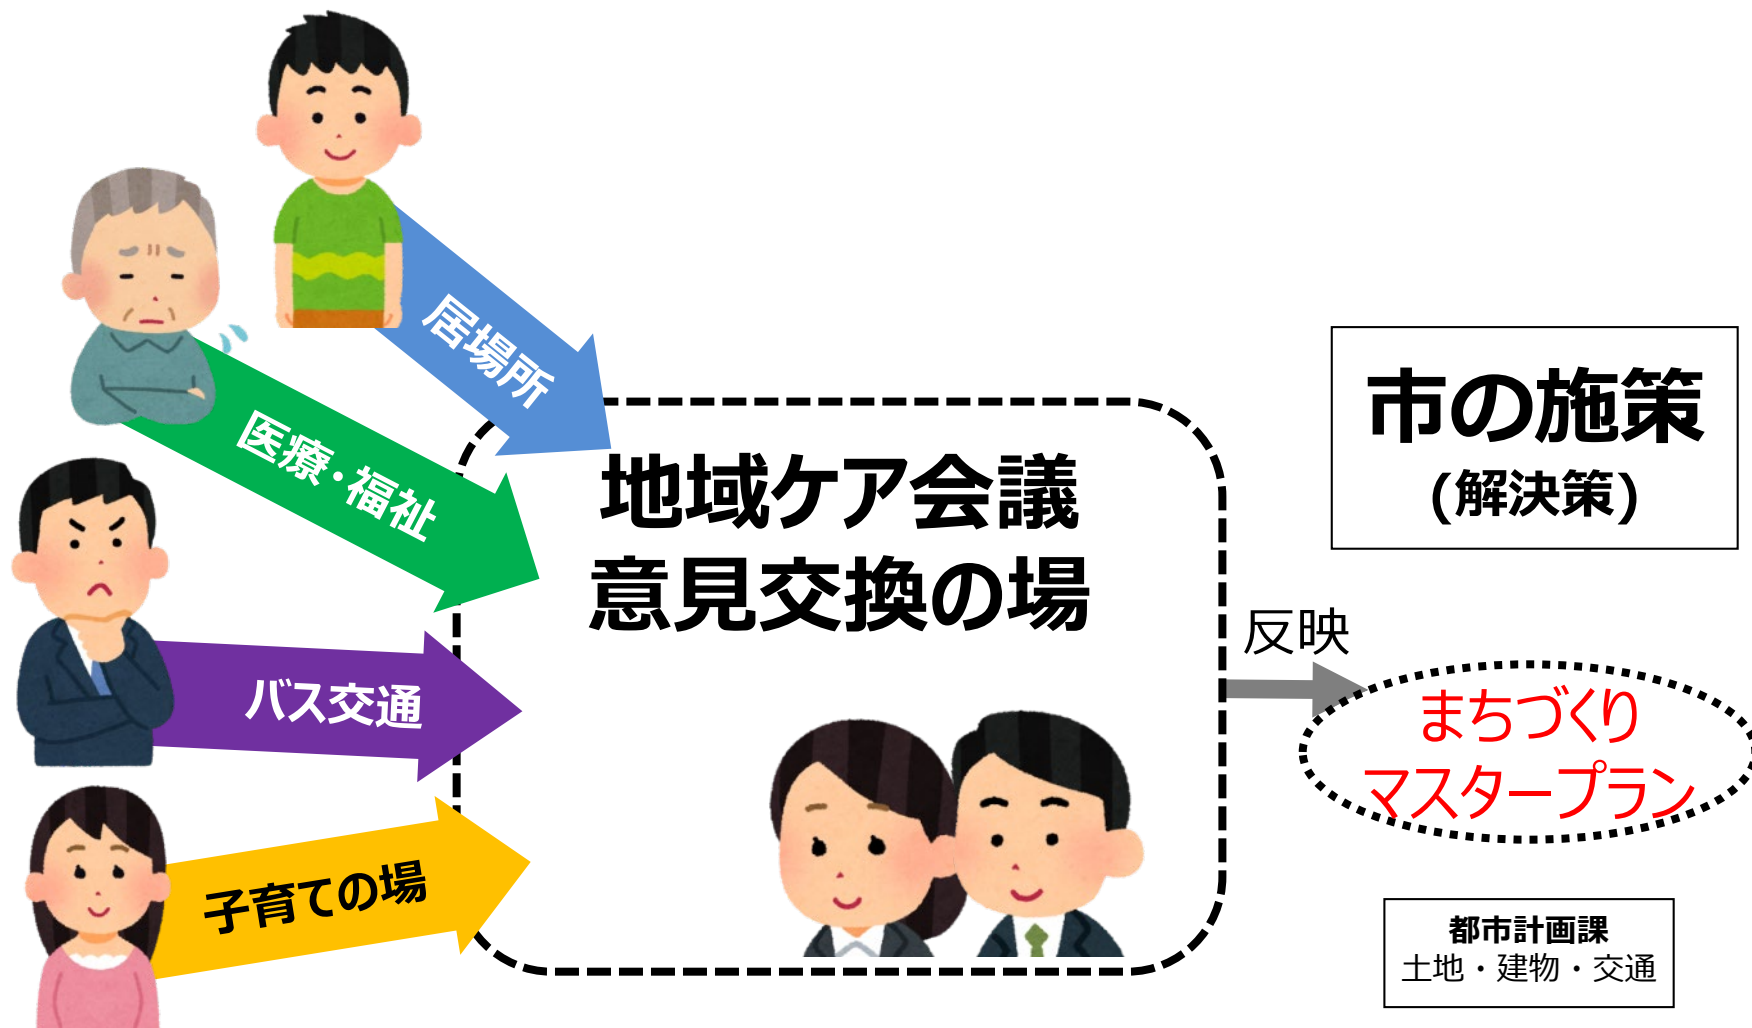 居場所
医療・福祉
バス交通
子育ての場
地域ケア会議
意見交換の場
反映
市の施策
(解決策)
まちづくり
マスタープラン
都市計画課
土地・建物・交通